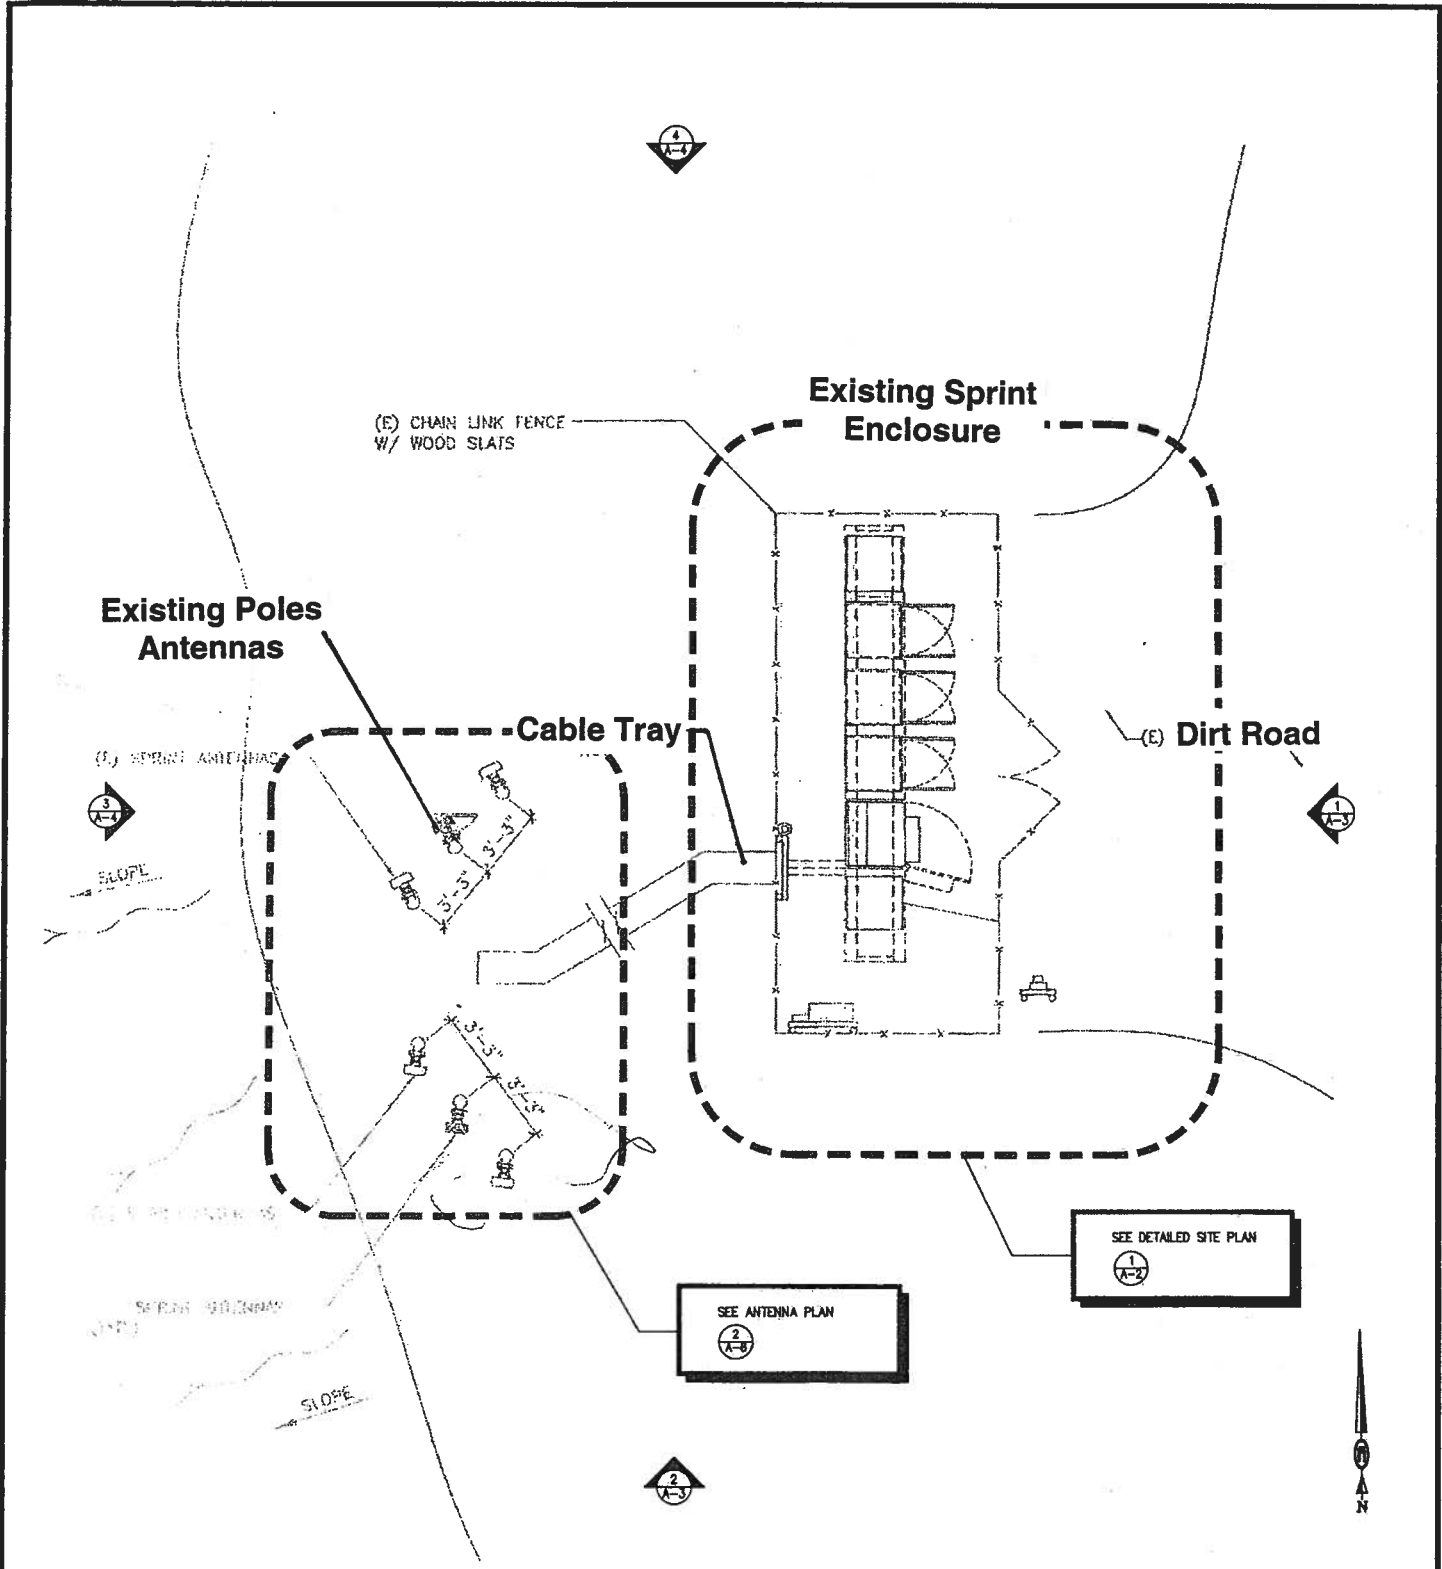 4
A-4
Existing Sprint
Enclosure
(E) CHAIN LINK FENCE
W/ WOOD SLATS
Existing Poles
Antennas
Cable Tray
(E) Dirt Road
(E) SPRINT ANTENNAS
3
A-4
1
A-3
SLOPE
3'-3"
3'-3"
3'-3"
3'-3"
SEE DETAILED SITE PLAN
1
A-2
SEE ANTENNA PLAN
2
A-6
SLOPE
2
A-3
N